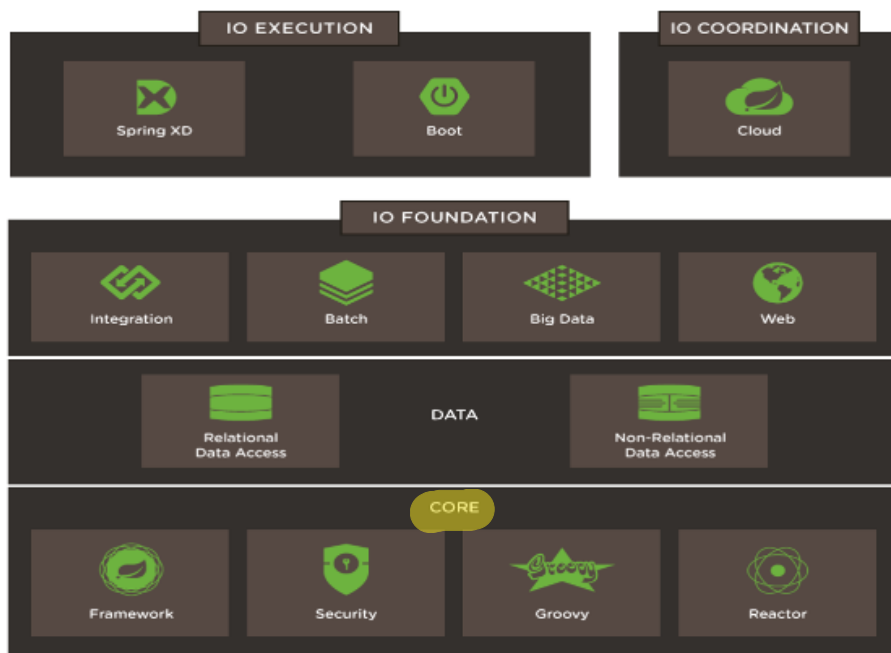 IO EXECUTION
IO COORDINATION
Spring XD
Boot
Cloud
IO FOUNDATION
Integration
Batch
Big Data
Web
DATA
Relational
Data Access
Non-Relational
Data Access
CORE
Groovy
Framework
Security
Groovy
Reactor